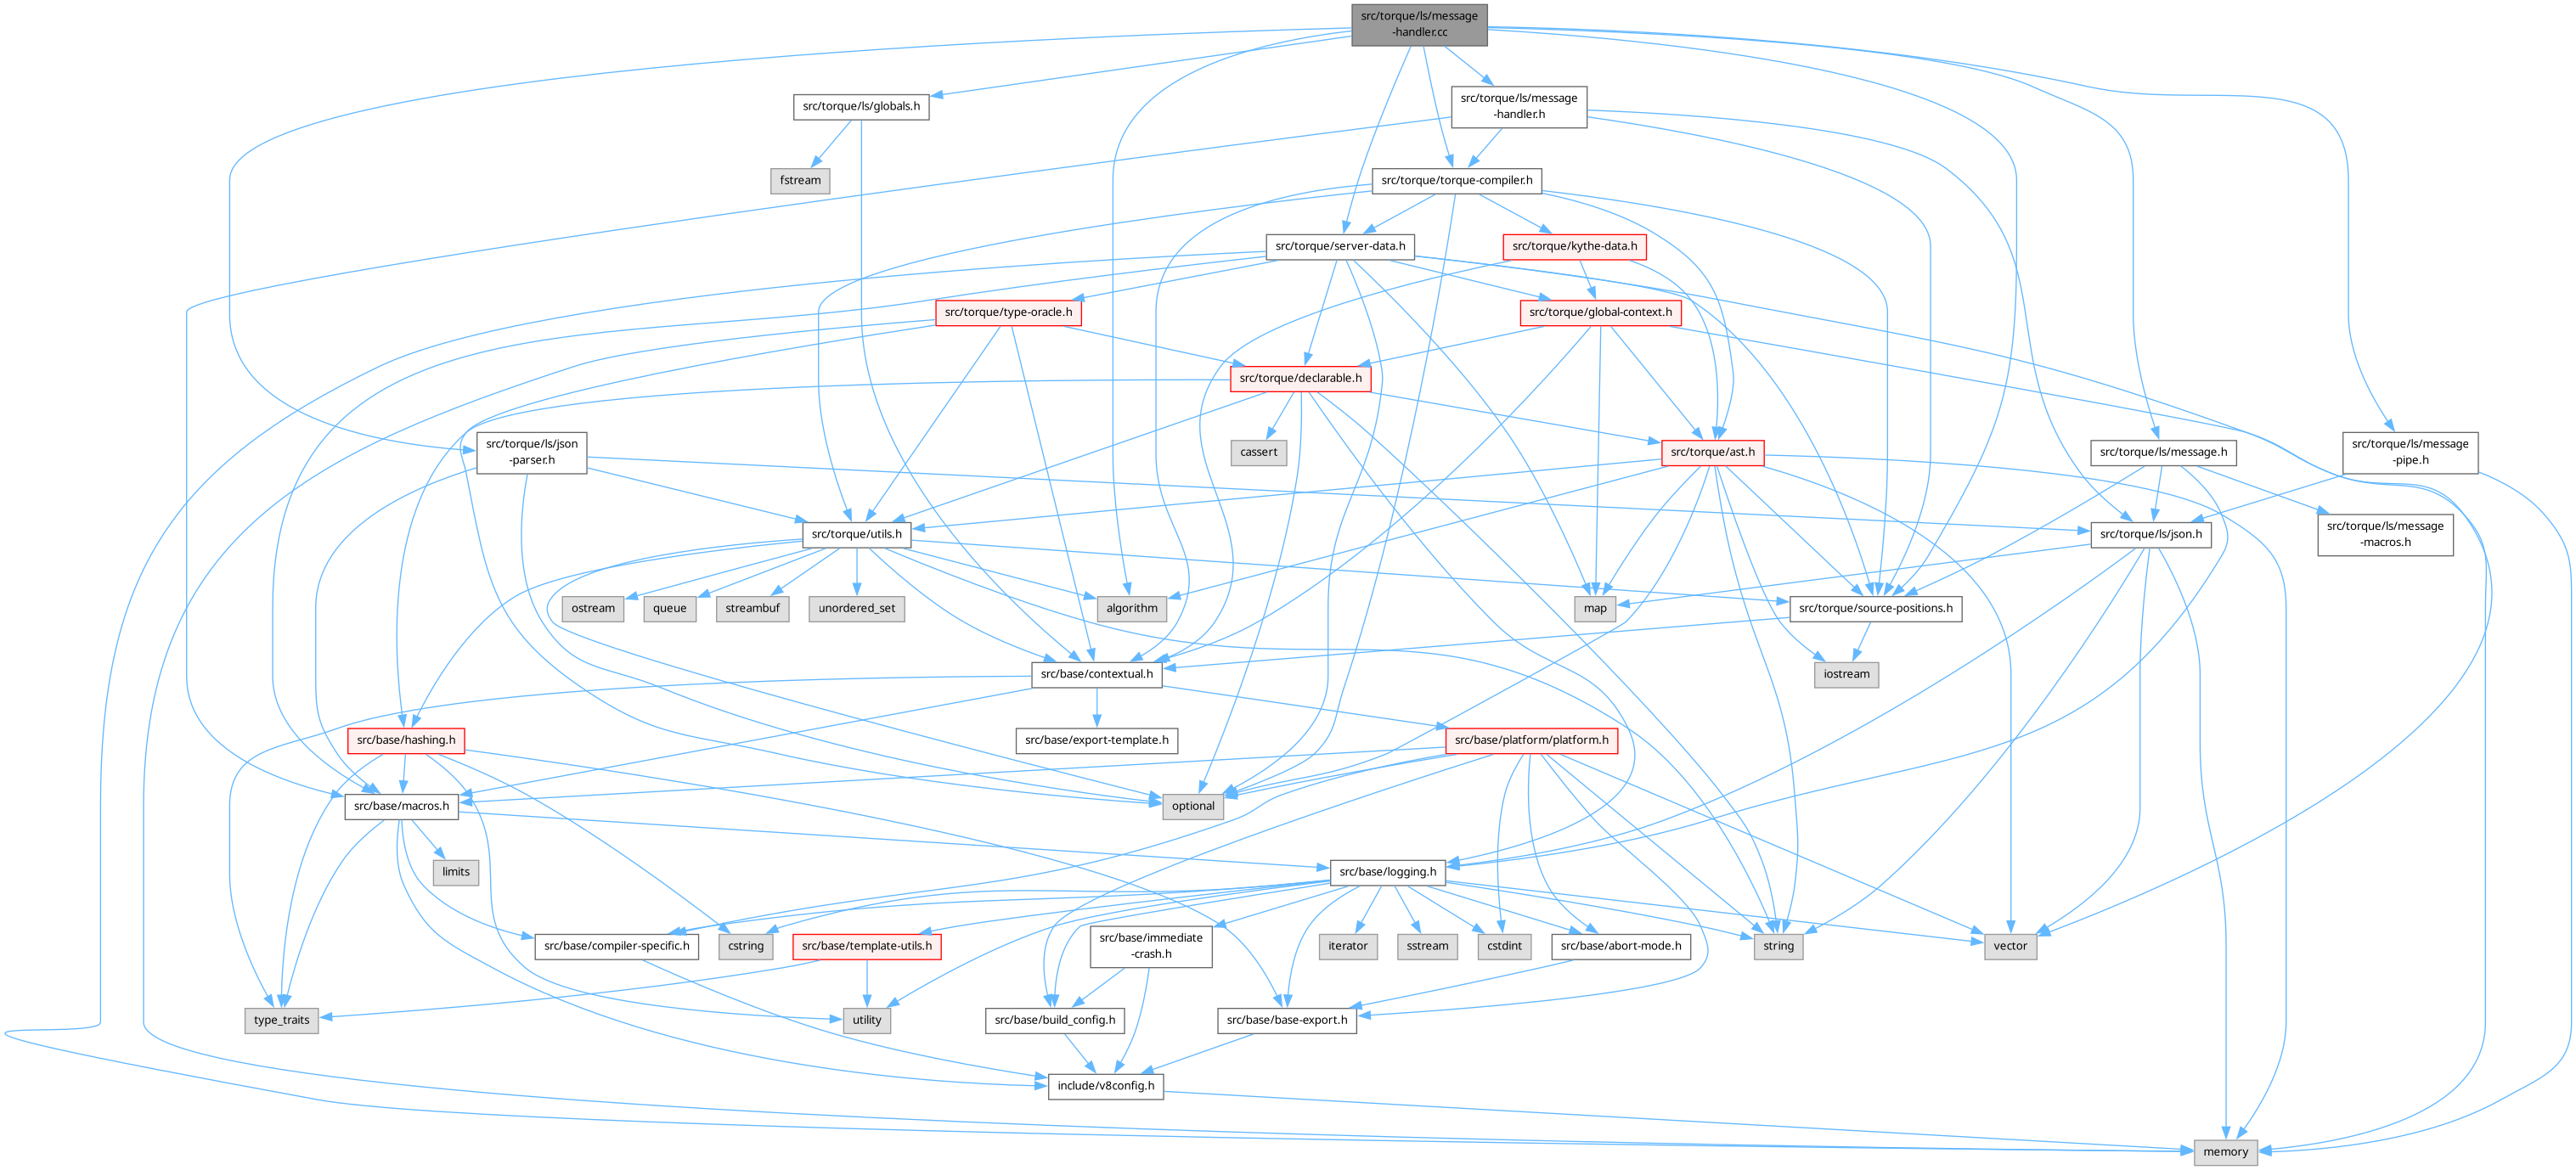 src/torque/ls/message
-handler.cc
src/torque/ls/globals.h
src/torque/ls/message
-handler.h
fstream
src/torque/torque-compiler.h
src/torque/server-data.h
src/torque/kythe-data.h
src/torque/type-oracle.h
src/torque/global-context.h
src/torque/declarable.h
src/torque/ls/json
-parser.h
cassert
src/torque/ast.h
src/torque/ls/message.h
src/torque/ls/message
-pipe.h
src/torque/utils.h
src/torque/ls/json.h
src/torque/ls/message
-macros.h
ostream
queue
streambuf
unordered_set
algorithm
map
src/torque/source-positions.h
src/base/contextual.h
iostream
src/base/hashing.h
src/base/export-template.h
src/base/platform/platform.h
src/base/macros.h
optional
limits
src/base/logging.h
src/base/compiler-specific.h
cstring
src/base/template-utils.h
src/base/immediate
-crash.h
iterator
sstream
cstdint
src/base/abort-mode.h
string
vector
type_traits
utility
src/base/build_config.h
src/base/base-export.h
include/v8config.h
memory